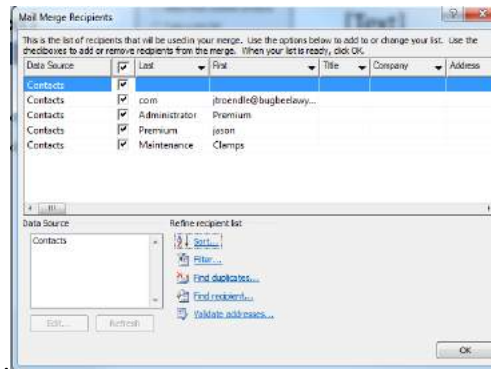 [Text]
Mail Merge Recipients
This is the list of recipients that will be used in your merge. Use the options below to add to or change your list. Use the
checkboxes to add or remove recipients from the merge. When your list is ready, click OK.
Data Source Last First Title Company Address
Contacts
Contacts com jtroendle@bugbeelawy...
Contacts Administrator Premium
Contacts Premium jason
Contacts Maintenance Clamps
Data Source Refine recipient list
Contacts Sort...
Filter...
Find duplicates...
Find recipient...
Edit... Refresh Validate addresses...
OK